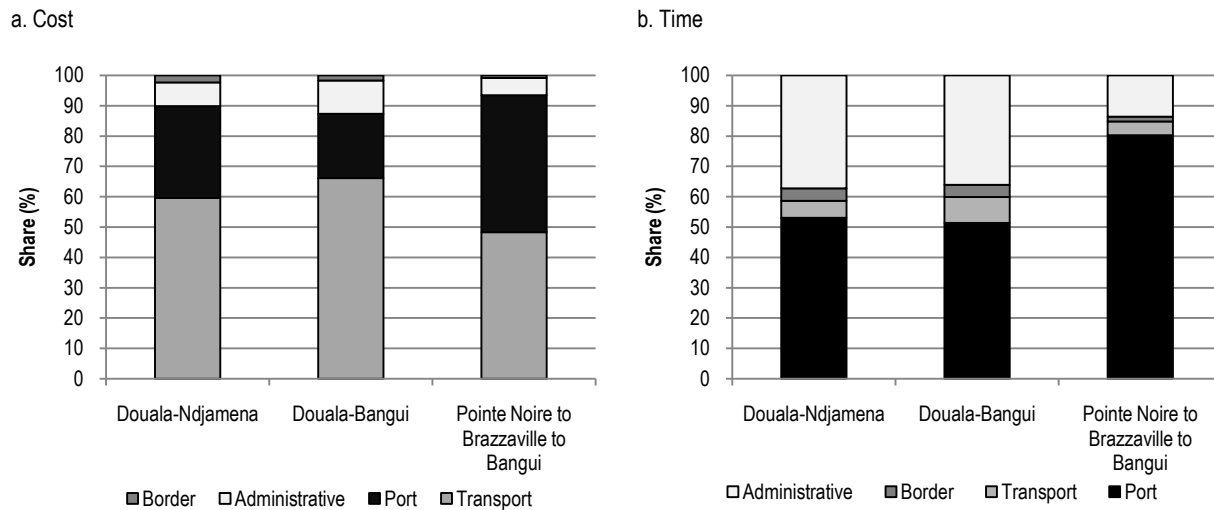 a. Cost
Share (%)
100
90
80
70
60
50
40
30
20
10
0
Douala-Ndjamena
Douala-Bangui
Pointe Noire to
Brazzaville to
Bangui
Border Administrative Port Transport
b. Time
Share (%)
100
90
80
70
60
50
40
30
20
10
0
Douala-Ndjamena
Douala-Bangui
Pointe Noire to
Brazzaville to
Bangui
Administrative Border Transport Port